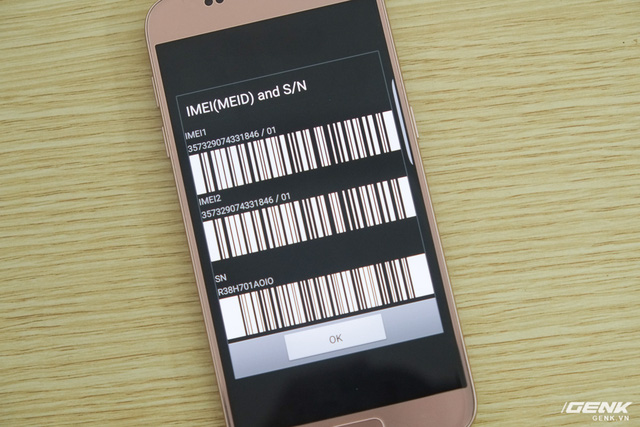 IMEI(MEID) and S/N
IMEI1
357329074331846 / 01
IMEI2
357329074331846 / 01
SN
R38H701AOIO
OK
GENK
GENK.VN